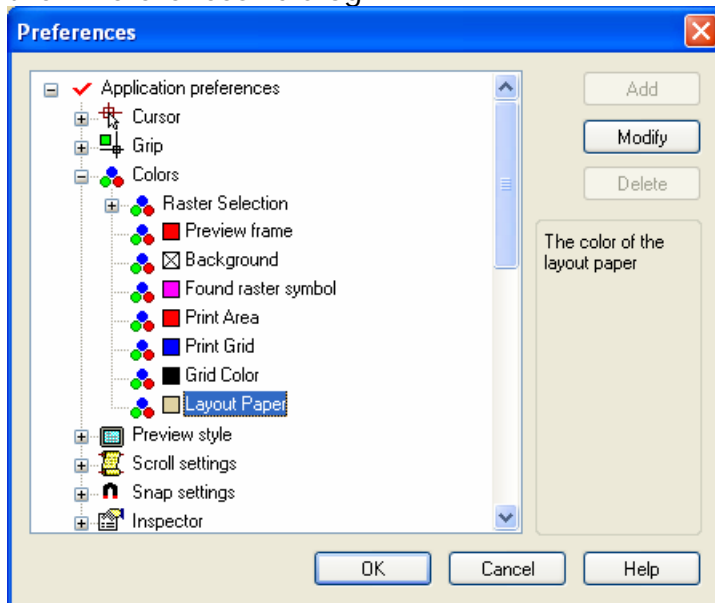 Preferences
Application preferences
Cursor
Grip
Colors
Raster Selection
Preview frame
Background
Found raster symbol
Print Area
Print Grid
Grid Color
Layout Paper
Preview style
Scroll settings
Snap settings
Inspector
Add
Modify
Delete
The color of the
layout paper
OK
Cancel
Help